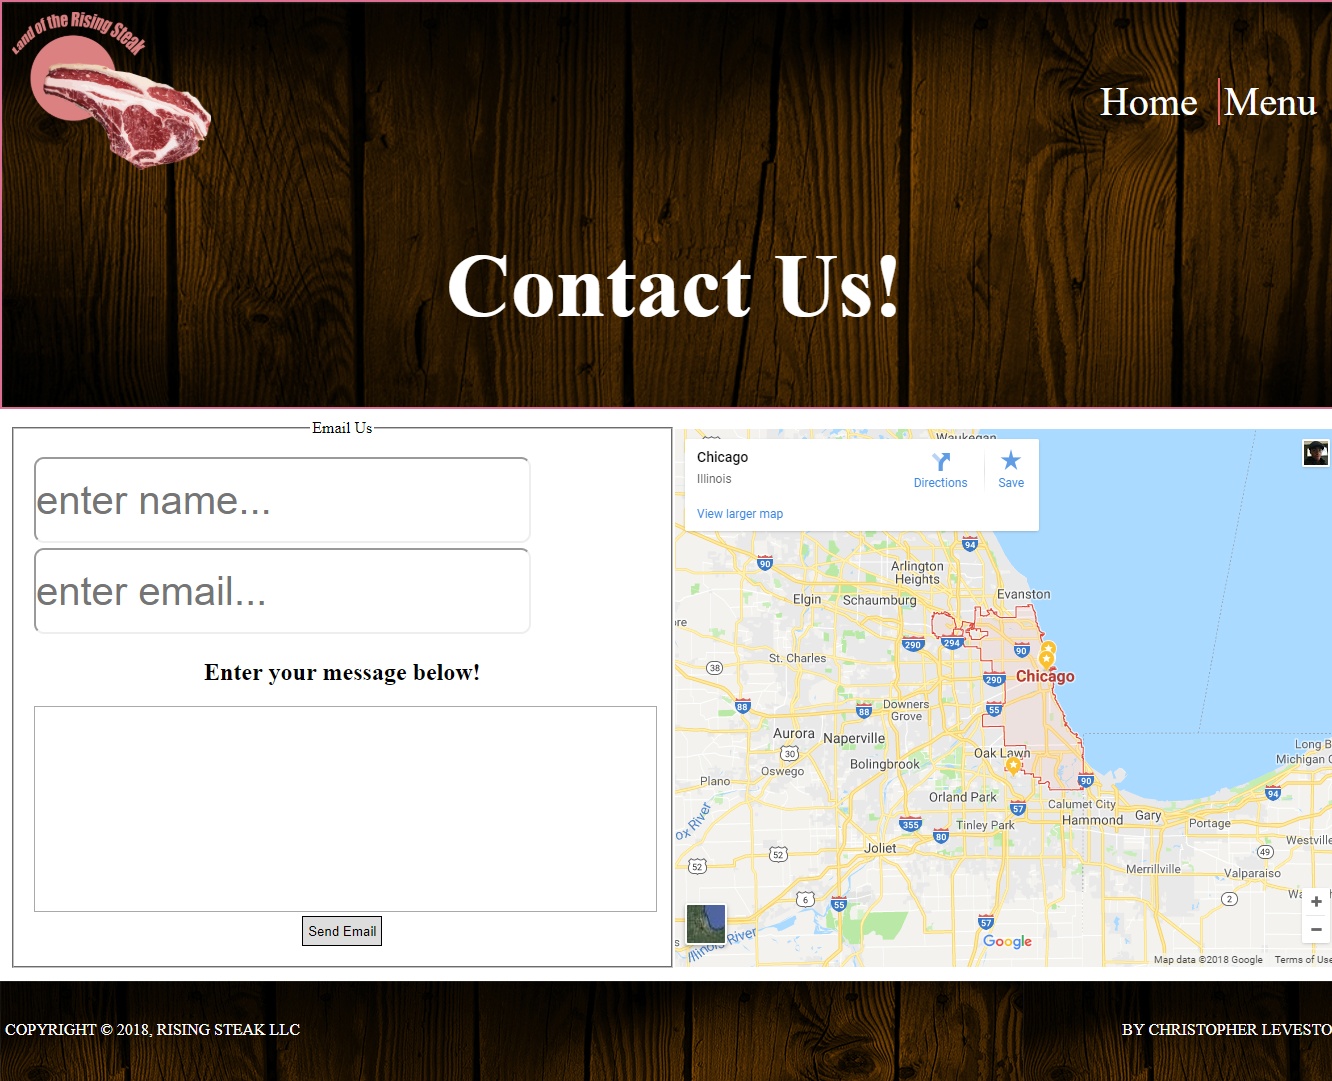 Land of the Rising Steak
Home
Menu
Contact Us!
Email Us
enter name...
enter email...
Enter your message below!
Send Email
Chicago
Illinois
Directions
Save
View larger map
Waukegan
94
90
Arlington
Heights
Evanston
Elgin
Schaumburg
290
294
90
St. Charles
38
Chicago
290
88
88
Downers
Grove
55
Aurora
Naperville
30
Oswego
Bolingbrook
Oak Lawn
Long B
Michigan C
Plano
90
94
Orland Park
57
Calumet City
Hammond
Gary
Portage
ox River
355
80
Tinley Park
Joliet
52
52
49
Westville
Merrillville
Valparaiso
6
55
2
Wa
57
Illinois River
Google
Map data ©2018 Google
Terms of Use
COPYRIGHT © 2018, RISING STEAK LLC
BY CHRISTOPHER LEVESTO